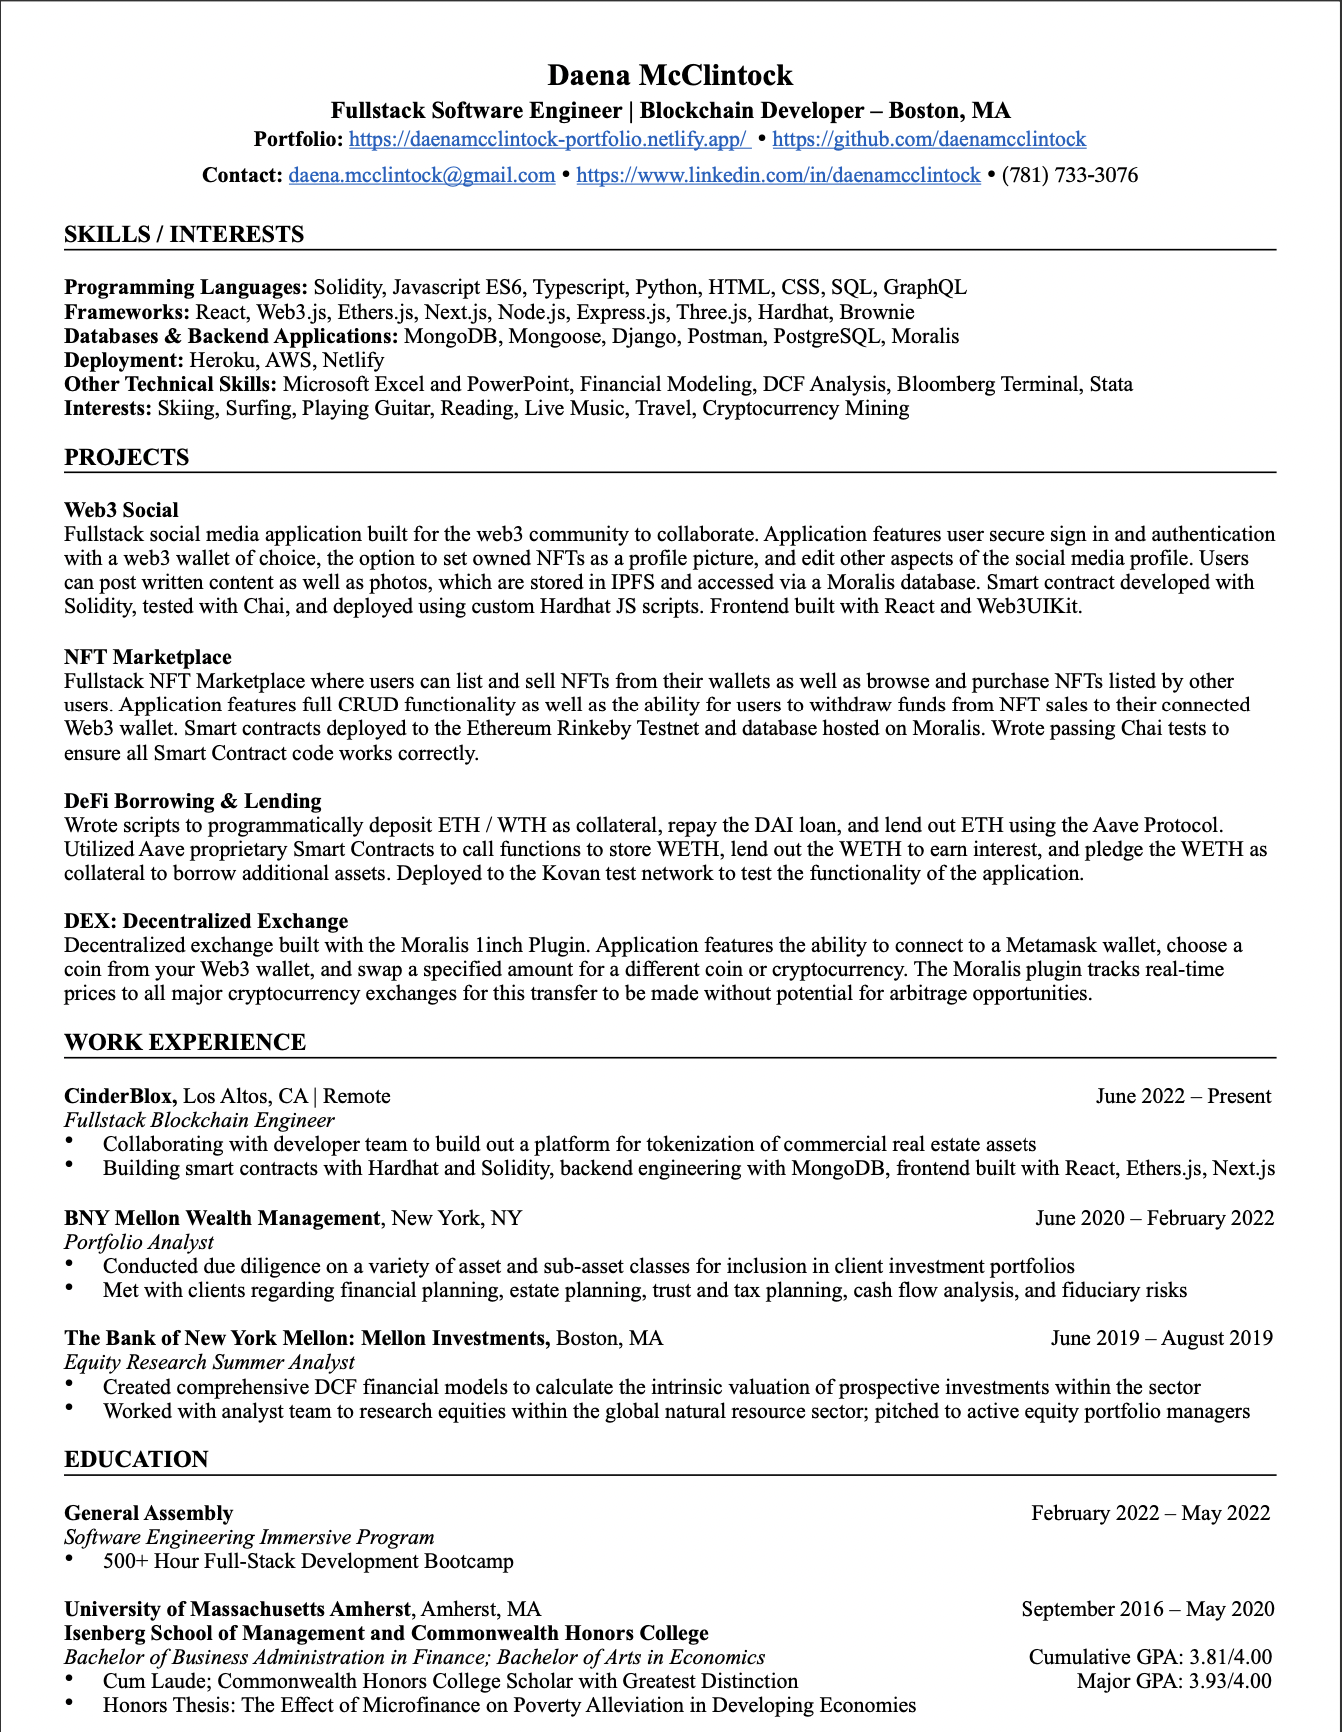 Daena McClintock
Fullstack Software Engineer | Blockchain Developer – Boston, MA
Portfolio: https://daenamcclintock-portfolio.netlify.app/ • https://github.com/daenamcclintock
Contact: daena.mcclintock@gmail.com • https://www.linkedin.com/in/daenamcclintock • (781) 733-3076
SKILLS / INTERESTS
Programming Languages: Solidity, Javascript ES6, Typescript, Python, HTML, CSS, SQL, GraphQL
Frameworks: React, Web3.js, Ethers.js, Next.js, Node.js, Express.js, Three.js, Hardhat, Brownie
Databases & Backend Applications: MongoDB, Mongoose, Django, Postman, PostgreSQL, Moralis
Deployment: Heroku, AWS, Netlify
Other Technical Skills: Microsoft Excel and PowerPoint, Financial Modeling, DCF Analysis, Bloomberg Terminal, Stata
Interests: Skiing, Surfing, Playing Guitar, Reading, Live Music, Travel, Cryptocurrency Mining
PROJECTS
Web3 Social
Fullstack social media application built for the web3 community to collaborate. Application features user secure sign in and authentication
with a web3 wallet of choice, the option to set owned NFTs as a profile picture, and edit other aspects of the social media profile. Users
can post written content as well as photos, which are stored in IPFS and accessed via a Moralis database. Smart contract developed with
Solidity, tested with Chai, and deployed using custom Hardhat JS scripts. Frontend built with React and Web3UIKit.
NFT Marketplace
Fullstack NFT Marketplace where users can list and sell NFTs from their wallets as well as browse and purchase NFTs listed by other
users. Application features full CRUD functionality as well as the ability for users to withdraw funds from NFT sales to their connected
Web3 wallet. Smart contracts deployed to the Ethereum Rinkeby Testnet and database hosted on Moralis. Wrote passing Chai tests to
ensure all Smart Contract code works correctly.
DeFi Borrowing & Lending
Wrote scripts to programmatically deposit ETH / WTH as collateral, repay the DAI loan, and lend out ETH using the Aave Protocol.
Utilized Aave proprietary Smart Contracts to call functions to store WETH, lend out the WETH to earn interest, and pledge the WETH as
collateral to borrow additional assets. Deployed to the Kovan test network to test the functionality of the application.
DEX: Decentralized Exchange
Decentralized exchange built with the Moralis 1inch Plugin. Application features the ability to connect to a Metamask wallet, choose a
coin from your Web3 wallet, and swap a specified amount for a different coin or cryptocurrency. The Moralis plugin tracks real-time
prices to all major cryptocurrency exchanges for this transfer to be made without potential for arbitrage opportunities.
WORK EXPERIENCE
CinderBlox, Los Altos, CA | Remote June 2022 – Present
Fullstack Blockchain Engineer
• Collaborating with developer team to build out a platform for tokenization of commercial real estate assets
• Building smart contracts with Hardhat and Solidity, backend engineering with MongoDB, frontend built with React, Ethers.js, Next.js
BNY Mellon Wealth Management, New York, NY June 2020 – February 2022
Portfolio Analyst
• Conducted due diligence on a variety of asset and sub-asset classes for inclusion in client investment portfolios
• Met with clients regarding financial planning, estate planning, trust and tax planning, cash flow analysis, and fiduciary risks
The Bank of New York Mellon: Mellon Investments, Boston, MA June 2019 – August 2019
Equity Research Summer Analyst
• Created comprehensive DCF financial models to calculate the intrinsic valuation of prospective investments within the sector
• Worked with analyst team to research equities within the global natural resource sector; pitched to active equity portfolio managers
EDUCATION
General Assembly February 2022 – May 2022
Software Engineering Immersive Program
• 500+ Hour Full-Stack Development Bootcamp
University of Massachusetts Amherst, Amherst, MA September 2016 – May 2020
Isenberg School of Management and Commonwealth Honors College
Bachelor of Business Administration in Finance; Bachelor of Arts in Economics Cumulative GPA: 3.81/4.00
• Cum Laude; Commonwealth Honors College Scholar with Greatest Distinction Major GPA: 3.93/4.00
• Honors Thesis: The Effect of Microfinance on Poverty Alleviation in Developing Economies